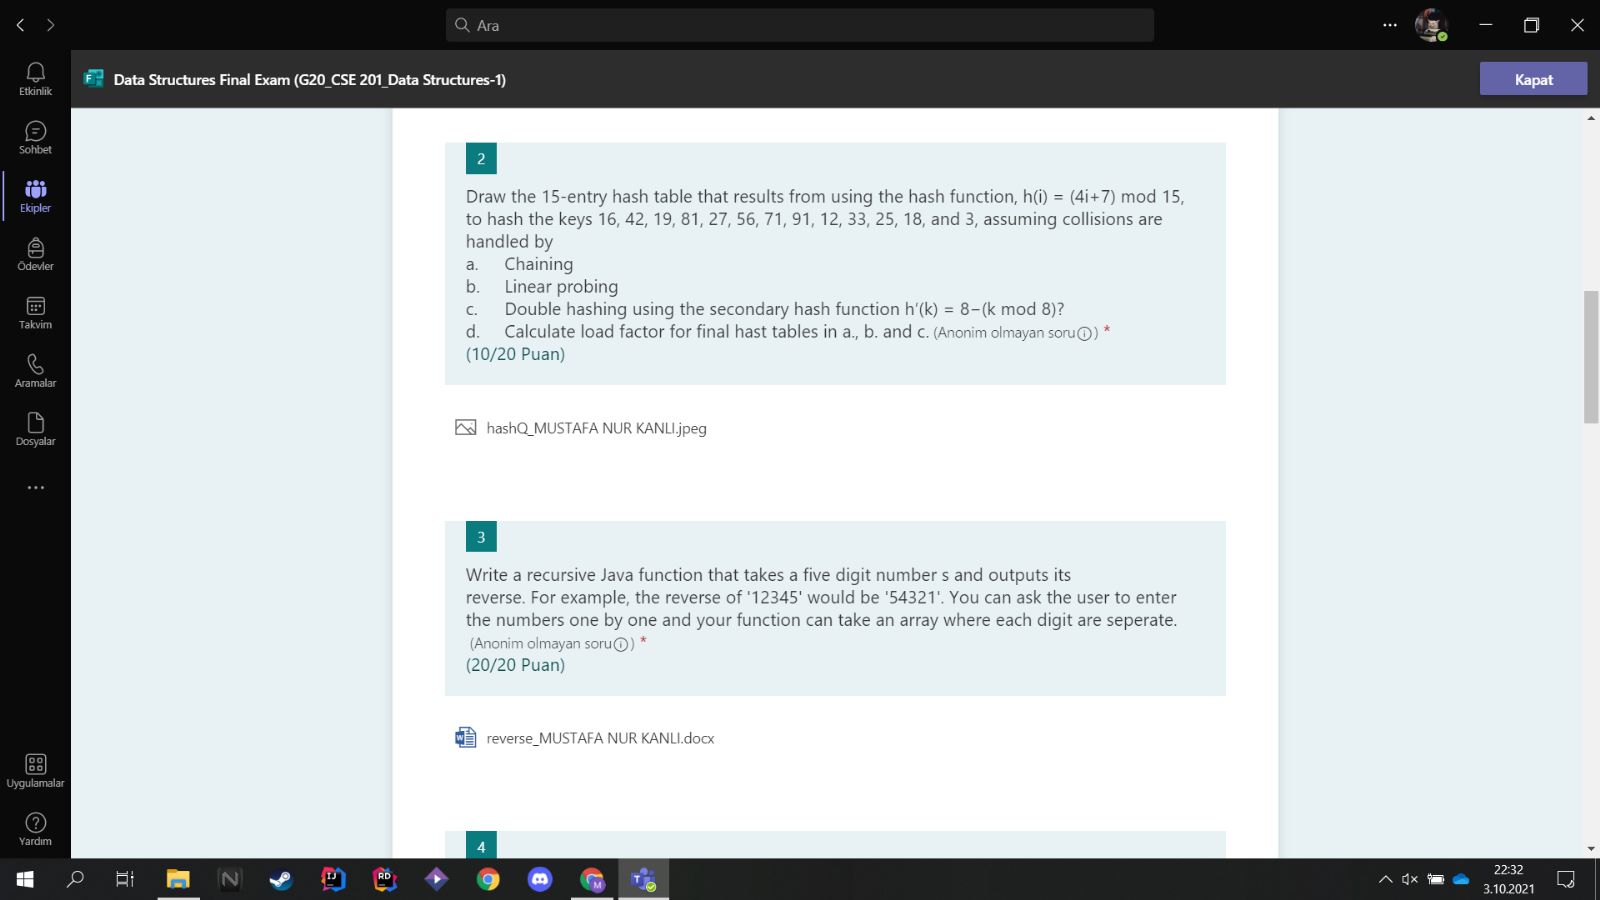 Ara
Etkinlik
Sohbet
Ekipler
Ödevler
Takvim
Aramalar
Dosyalar
Uygulamalar
Yardım
Data Structures Final Exam (G20_CSE 201_Data Structures-1)
Kapat
2
Draw the 15-entry hash table that results from using the hash function, h(i) = (4i+7) mod 15,
to hash the keys 16, 42, 19, 81, 27, 56, 71, 91, 12, 33, 25, 18, and 3, assuming collisions are
handled by
a. Chaining
b. Linear probing
c. Double hashing using the secondary hash function h'(k) = 8−(k mod 8)?
d. Calculate load factor for final hast tables in a., b. and c. (Anonim olmayan soru) *
(10/20 Puan)
hashQ_MUSTAFA NUR KANLI.jpeg
3
Write a recursive Java function that takes a five digit number s and outputs its
reverse. For example, the reverse of '12345' would be '54321'. You can ask the user to enter
the numbers one by one and your function can take an array where each digit are seperate.
(Anonim olmayan soru) *
(20/20 Puan)
reverse_MUSTAFA NUR KANLI.docx
4
22:32
3.10.2021